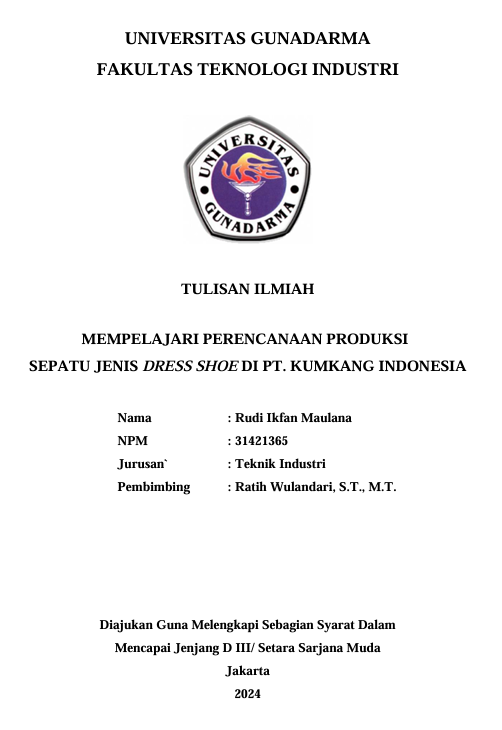 UNIVERSITAS GUNADARMA
FAKULTAS TEKNOLOGI INDUSTRI
UNIVERSITAS
GUNADARMA
TULISAN ILMIAH
MEMPELAJARI PERENCANAAN PRODUKSI
SEPATU JENIS DRESS SHOE DI PT. KUMKANG INDONESIA
Nama : Rudi Ikfan Maulana
NPM : 31421365
Jurusan` : Teknik Industri
Pembimbing : Ratih Wulandari, S.T., M.T.
Diajukan Guna Melengkapi Sebagian Syarat Dalam
Mencapai Jenjang D III/ Setara Sarjana Muda
Jakarta
2024